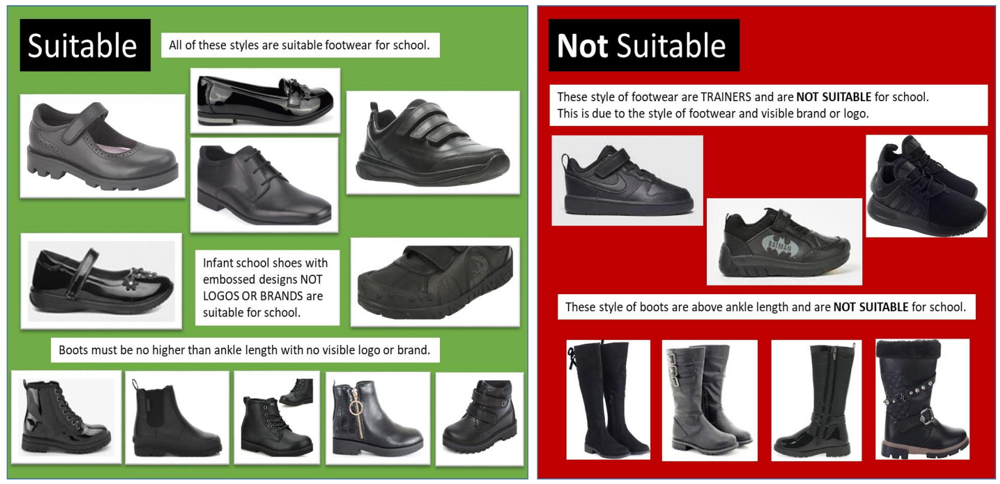 Suitable
All of these styles are suitable footwear for school.
Infant school shoes with
embossed designs NOT
LOGOS OR BRANDS are
suitable for school.
Boots must be no higher than ankle length with no visible logo or brand.
Not Suitable
These style of footwear are TRAINERS and are NOT SUITABLE for school.
This is due to the style of footwear and visible brand or logo.
BATMAN
These style of boots are above ankle length and are NOT SUITABLE for school.